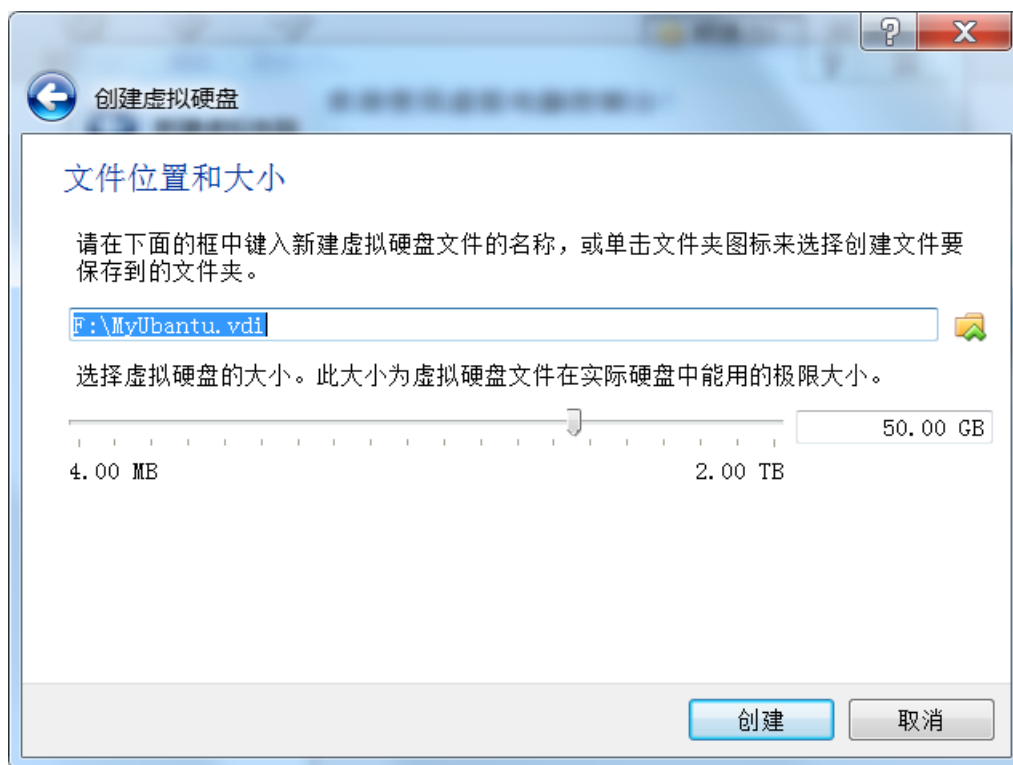 创建虚拟硬盘
文件位置和大小
请在下面的框中键入新建虚拟硬盘文件的名称，或单击文件夹图标来选择创建文件要
保存到的文件夹。
F:\MyUbantu.vdi
选择虚拟硬盘的大小。此大小为虚拟硬盘文件在实际硬盘中能用的极限大小。
50.00 GB
4.00 MB 2.00 TB
创建 取消